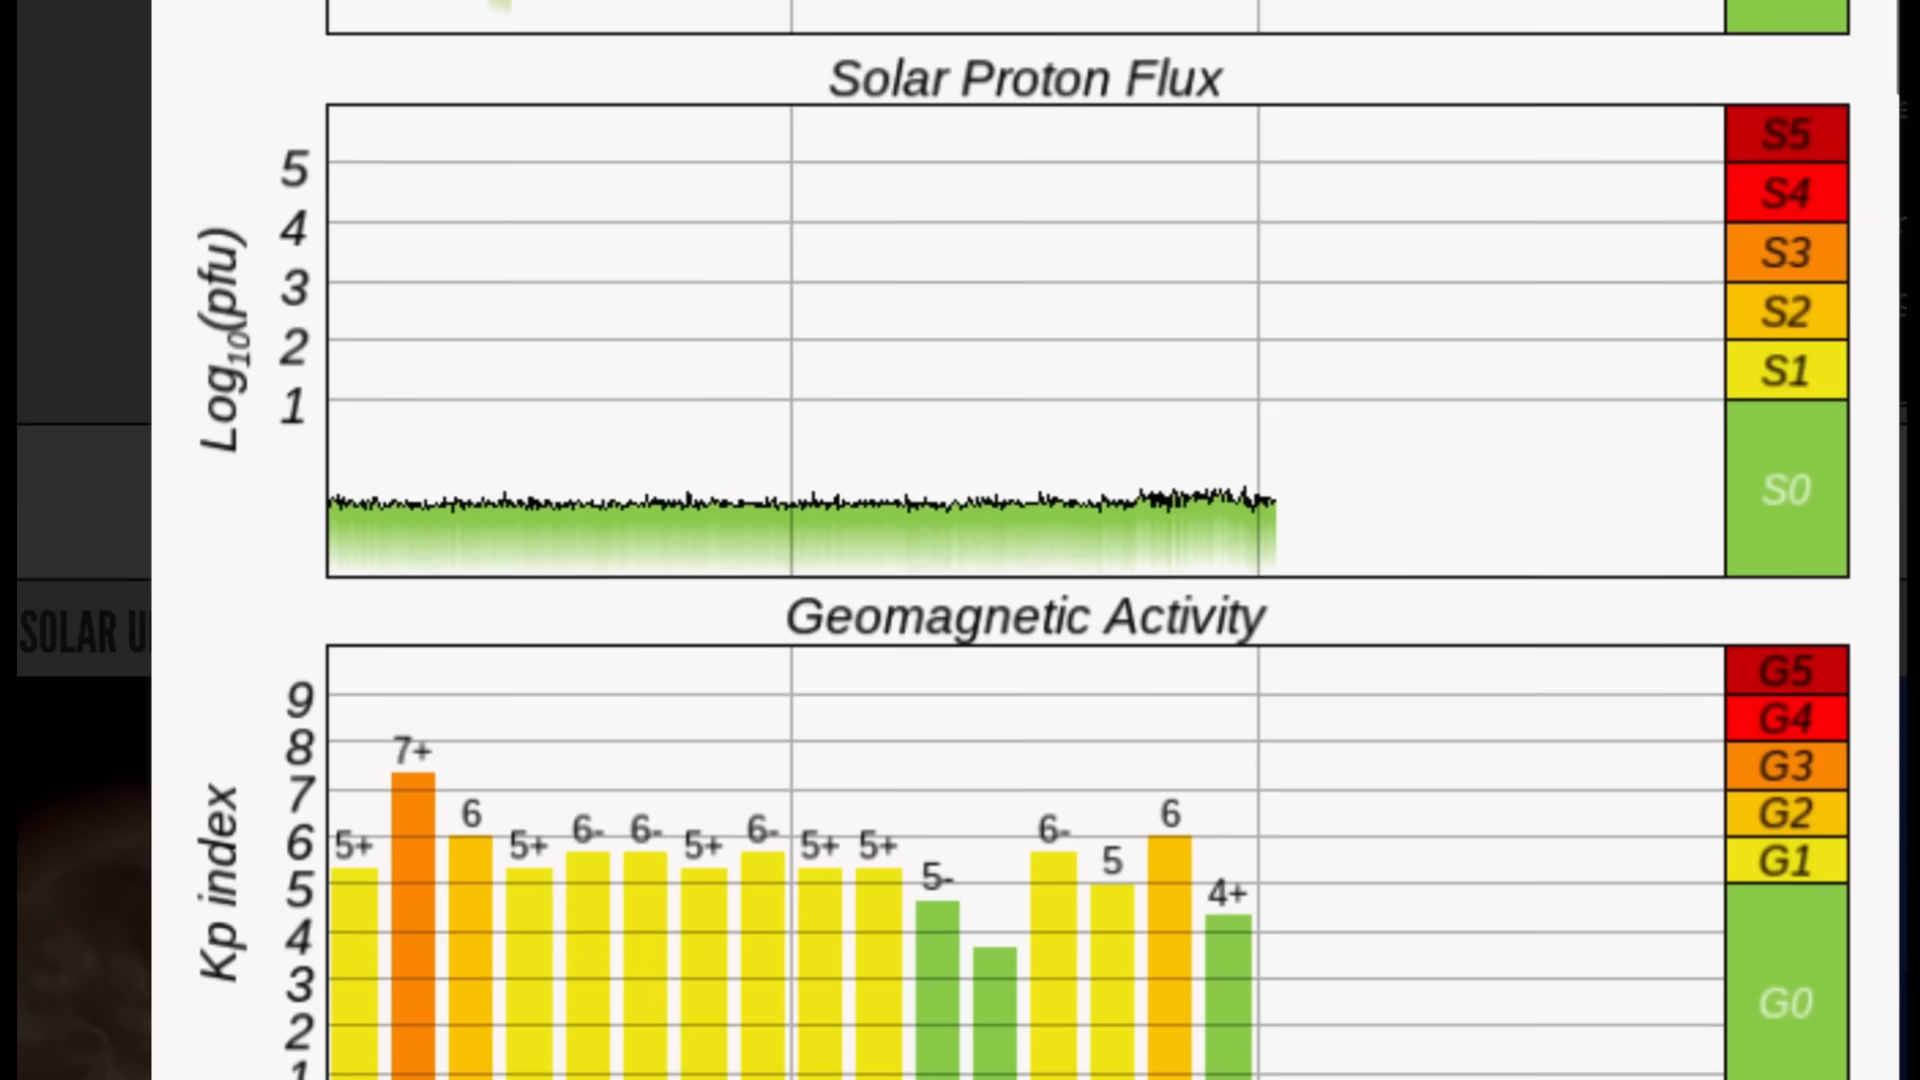 Solar Proton Flux
Log10(pfu)
5
4
3
2
1
S5
S4
S3
S2
S1
S0
Geomagnetic Activity
Kp index
9
8
7
6
5
4
3
2
1
5+ 7+ 6 5+ 6- 6- 5+ 6- 5+ 5+ 5- 6- 5 6 4+
G5
G4
G3
G2
G1
G0
SOLAR U